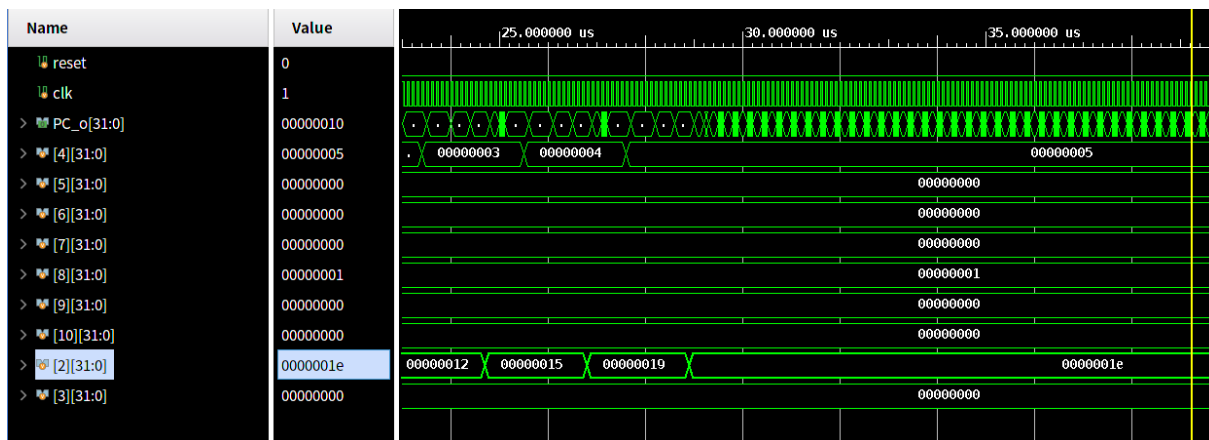 Name Value
25.000000 us 30.000000 us 35.000000 us
reset 0
clk 1
PC_o[31:0] 00000010
[4][31:0] 00000005 00000003 00000004 00000005
[5][31:0] 00000000 00000000
[6][31:0] 00000000 00000000
[7][31:0] 00000000 00000000
[8][31:0] 00000001 00000001
[9][31:0] 00000000 00000000
[10][31:0] 00000000 00000000
[2][31:0] 0000001e 00000012 00000015 00000019 0000001e
[3][31:0] 00000000 00000000